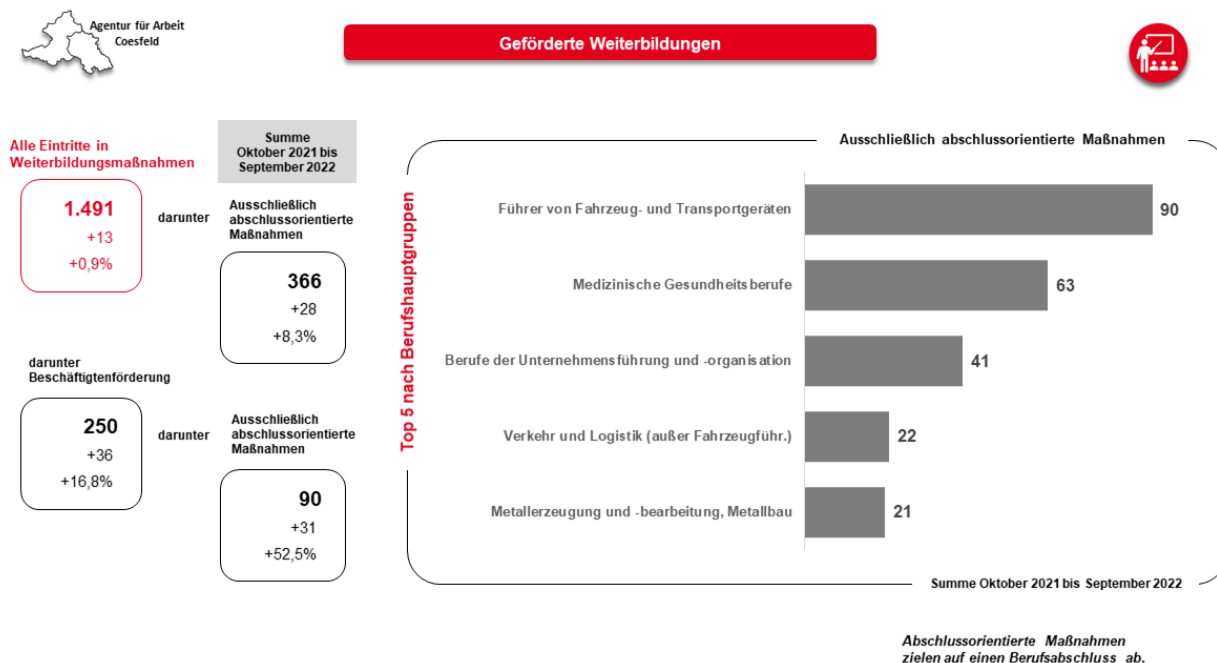 Agentur für Arbeit
Coesfeld
Geförderte Weiterbildungen
Alle Eintritte in
Weiterbildungsmaßnahmen
1.491
+13
+0,9%
darunter
Summe
Oktober 2021 bis
September 2022
Ausschließlich
abschlussorientierte
Maßnahmen
366
+28
+8,3%
darunter
Beschäftigtenförderung
250
+36
+16,8%
darunter
Ausschließlich
abschlussorientierte
Maßnahmen
90
+31
+52,5%
Top 5 nach Berufshauptgruppen
Ausschließlich abschlussorientierte Maßnahmen
Führer von Fahrzeug- und Transportgeräten 90
Medizinische Gesundheitsberufe 63
Berufe der Unternehmensführung und -organisation 41
Verkehr und Logistik (außer Fahrzeugführ.) 22
Metallerzeugung und -bearbeitung, Metallbau 21
Summe Oktober 2021 bis September 2022
Abschlussorientierte Maßnahmen
zielen auf einen Berufsabschluss ab.